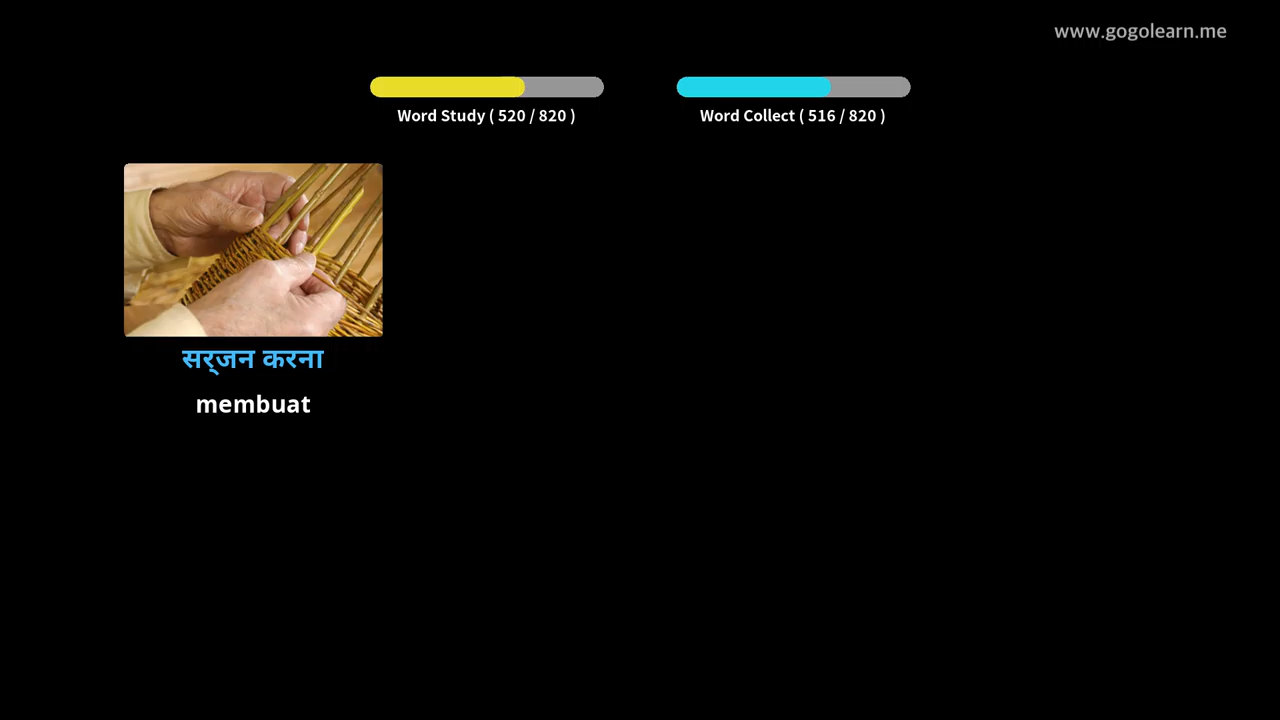 www.gogolearn.me
Word Study ( 520 / 820 )
Word Collect ( 516 / 820 )
सर्जन करना
membuat